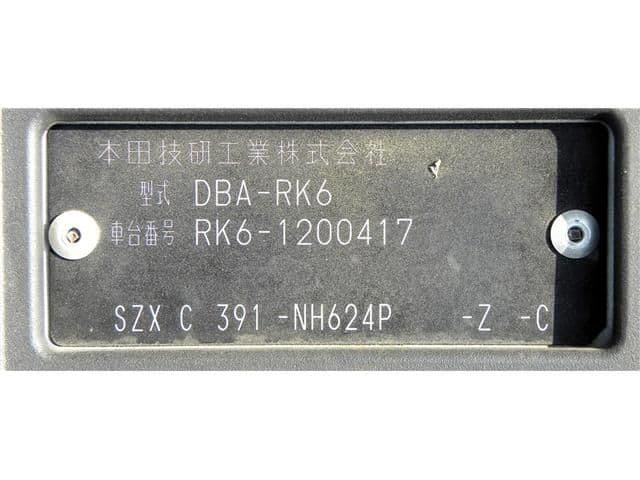 本田技研工業株式会社
型式 DBA-RK6
車台番号 RK6-1200417
SZX C 391 -NH624P -Z -C